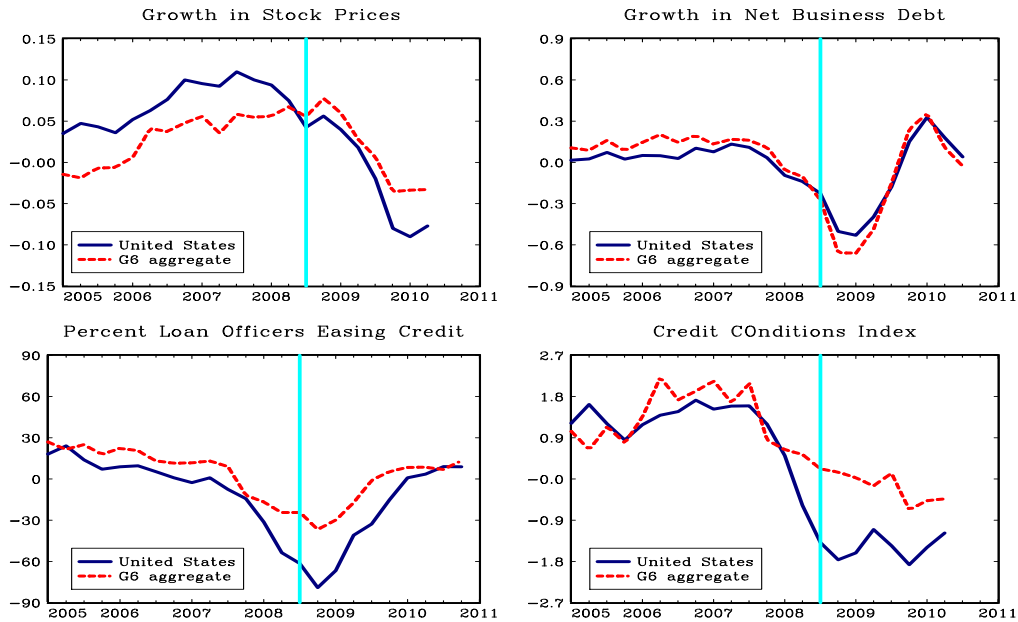 Growth in Stock Prices
0.15
0.10
0.05
-0.00
-0.05
-0.10
-0.15
United States
G6 aggregate
2005 2006 2007 2008 2009 2010 2011
Growth in Net Business Debt
0.9
0.6
0.3
0.0
-0.3
-0.6
-0.9
United States
G6 aggregate
2005 2006 2007 2008 2009 2010 2011
Percent Loan Officers Easing Credit
90
60
30
0
-30
-60
-90
United States
G6 aggregate
2005 2006 2007 2008 2009 2010 2011
Credit COnditions Index
2.7
1.8
0.9
-0.0
-0.9
-1.8
-2.7
United States
G6 aggregate
2005 2006 2007 2008 2009 2010 2011